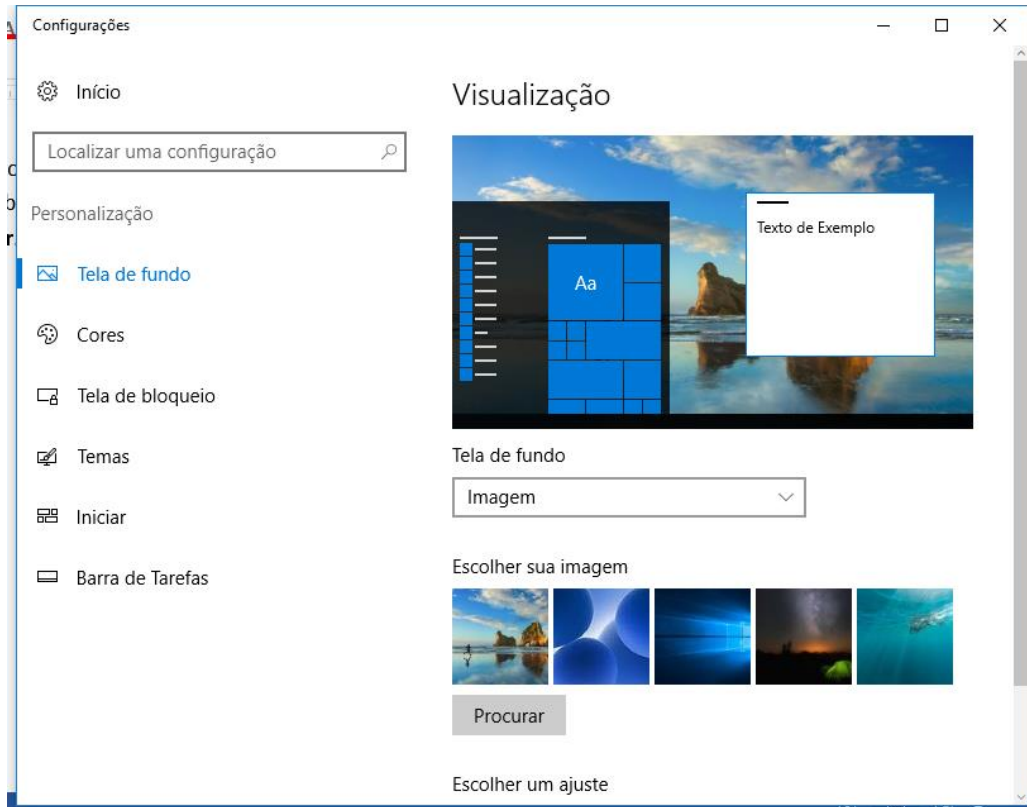 Configurações
Início
Localizar uma configuração
Personalização
Tela de fundo
Cores
Tela de bloqueio
Temas
Iniciar
Barra de Tarefas
Visualização
Aa
Texto de Exemplo
Tela de fundo
Imagem
Escolher sua imagem
Procurar
Escolher um ajuste